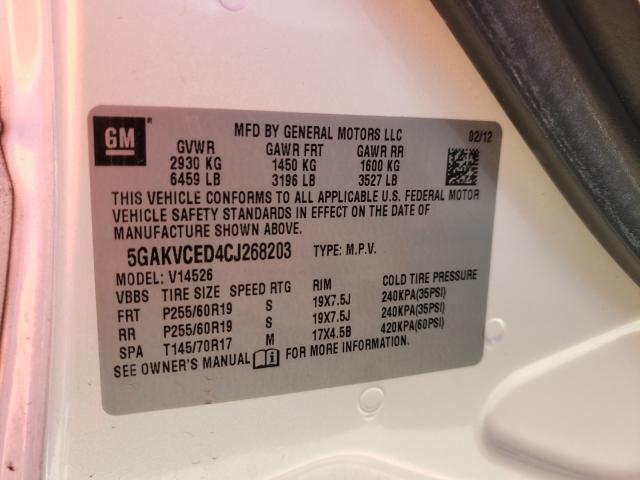 GM MFD BY GENERAL MOTORS LLC 02/12
GVWR GAWR FRT GAWR RR
2930 KG 1450 KG 1600 KG
6459 LB 3196 LB 3527 LB
THIS VEHICLE CONFORMS TO ALL APPLICABLE U.S. FEDERAL MOTOR
VEHICLE SAFETY STANDARDS IN EFFECT ON THE DATE OF
MANUFACTURE SHOWN ABOVE.
5GAKVCED4CJ268203 TYPE: M.P.V.
MODEL: V14526
VBBS TIRE SIZE SPEED RTG RIM COLD TIRE PRESSURE
FRT P255/60R19 S 19X7.5J 240KPA(35PSI)
RR P255/60R19 S 19X7.5J 240KPA(35PSI)
SPA T145/70R17 M 17X4.5B 420KPA(60PSI)
SEE OWNER'S MANUAL FOR MORE INFORMATION.